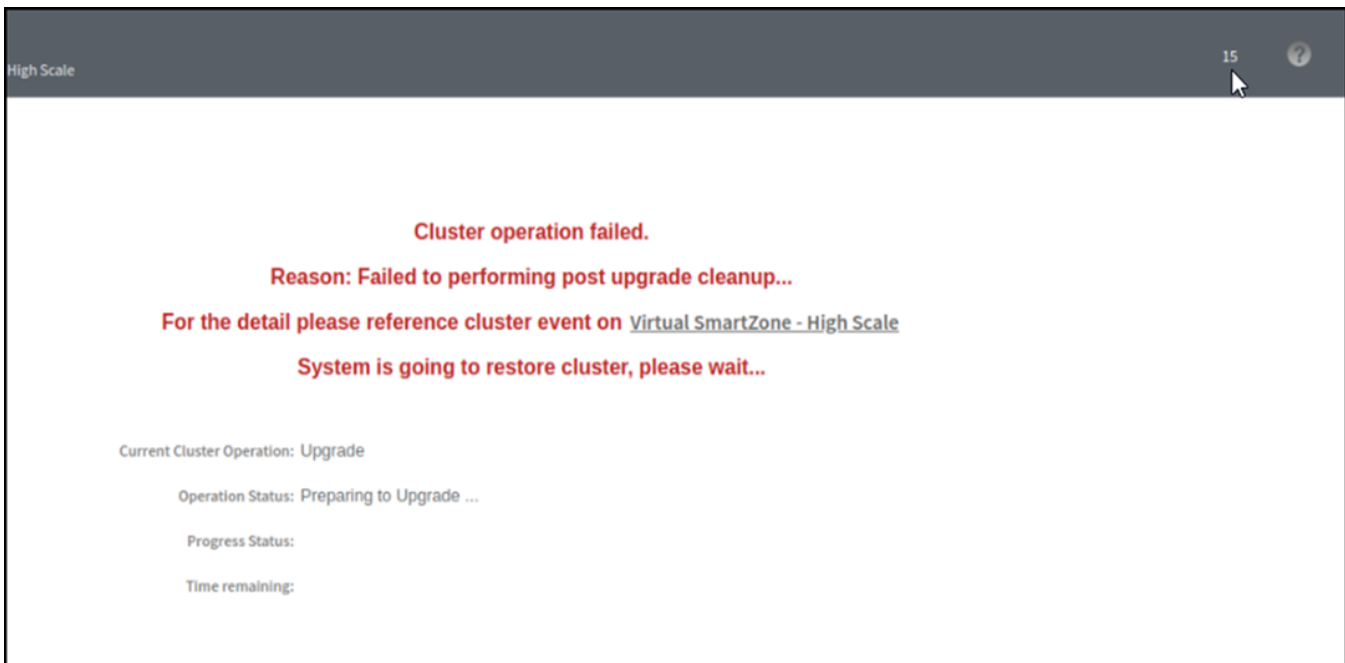 High Scale
15
?
Cluster operation failed.
Reason: Failed to performing post upgrade cleanup...
For the detail please reference cluster event on Virtual SmartZone - High Scale
System is going to restore cluster, please wait...
Current Cluster Operation: Upgrade
Operation Status: Preparing to Upgrade ...
Progress Status:
Time remaining: